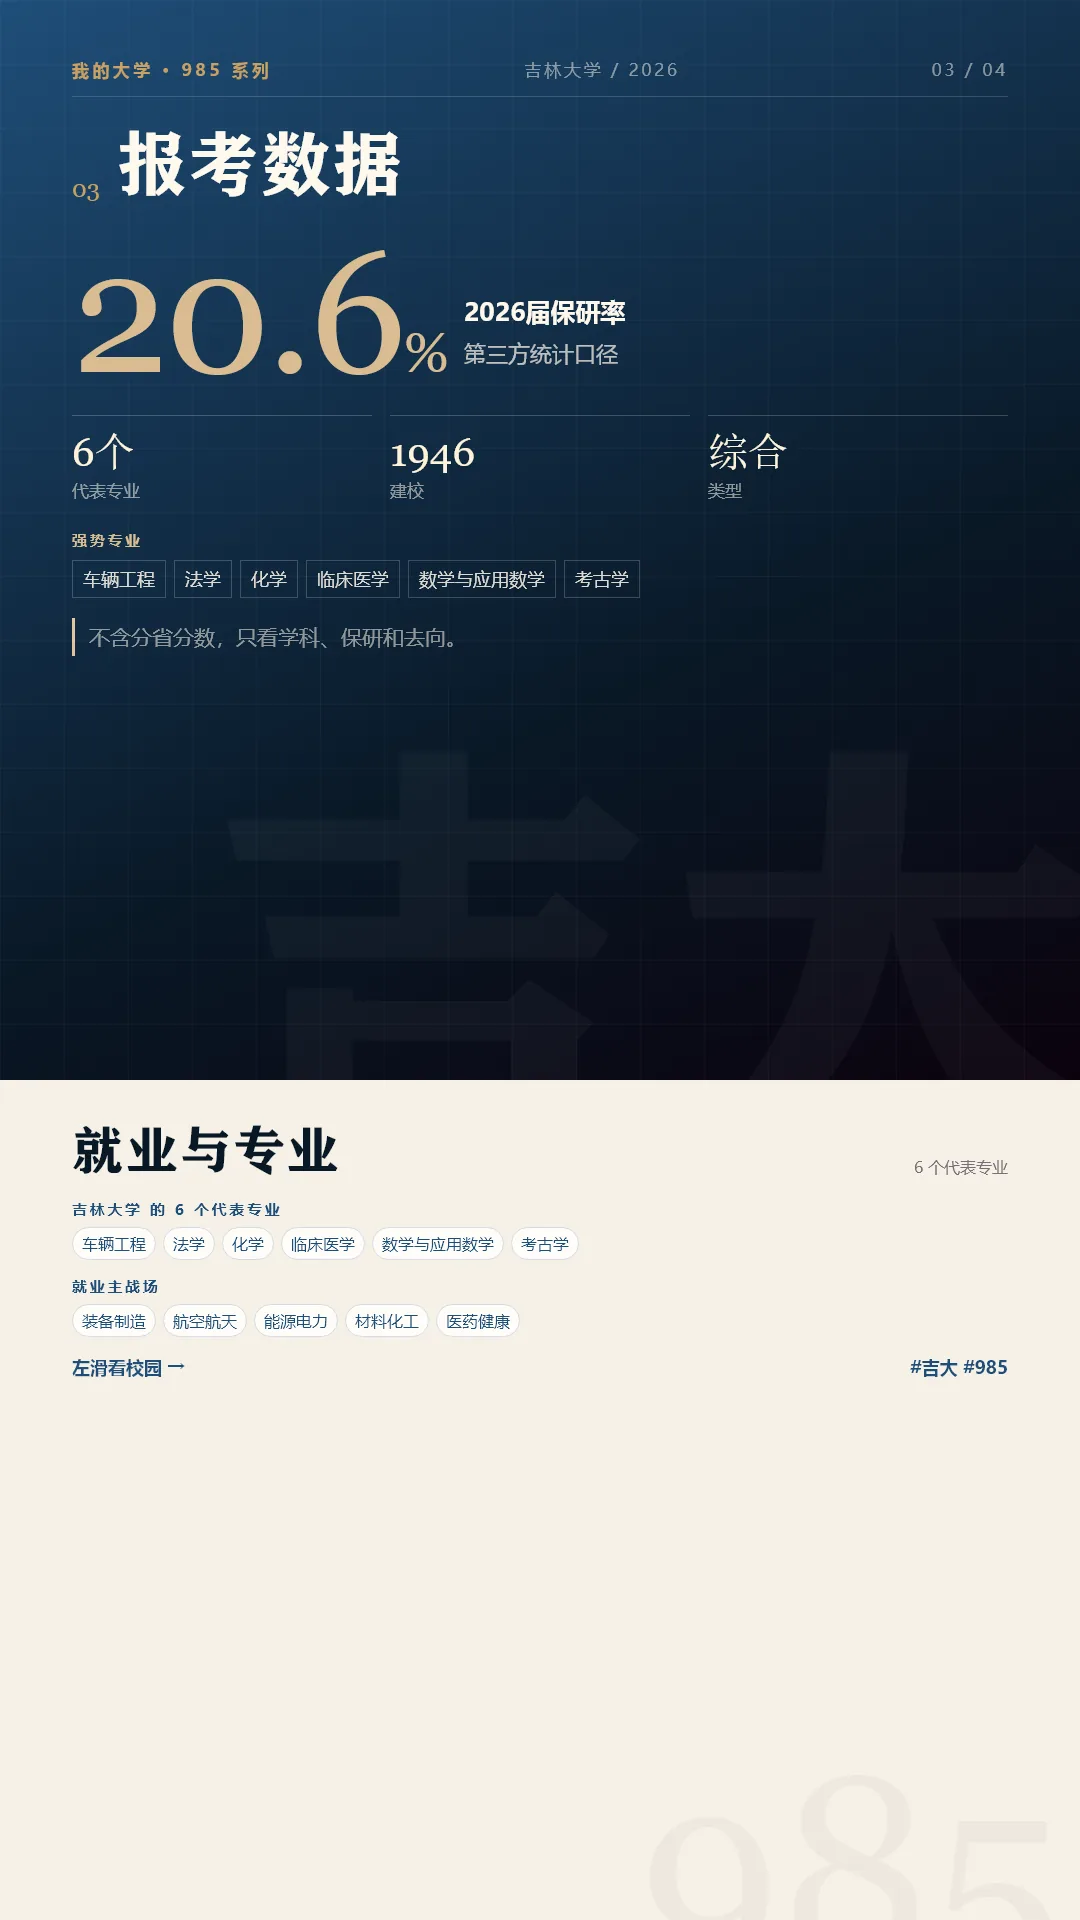 我的大学 • 985 系列
吉林大学 / 2026
03 / 04
03 报考数据
20.6%
2026届保研率
第三方统计口径
6个
代表专业
1946
建校
综合
类型
强势专业
车辆工程 法学 化学 临床医学 数学与应用数学 考古学
不含分省分数，只看学科、保研和去向。
吉大
就业与专业
6 个代表专业
吉林大学 的 6 个代表专业
车辆工程 法学 化学 临床医学 数学与应用数学 考古学
就业主战场
装备制造 航空航天 能源电力 材料化工 医药健康
左滑看校园 →
#吉大 #985
985